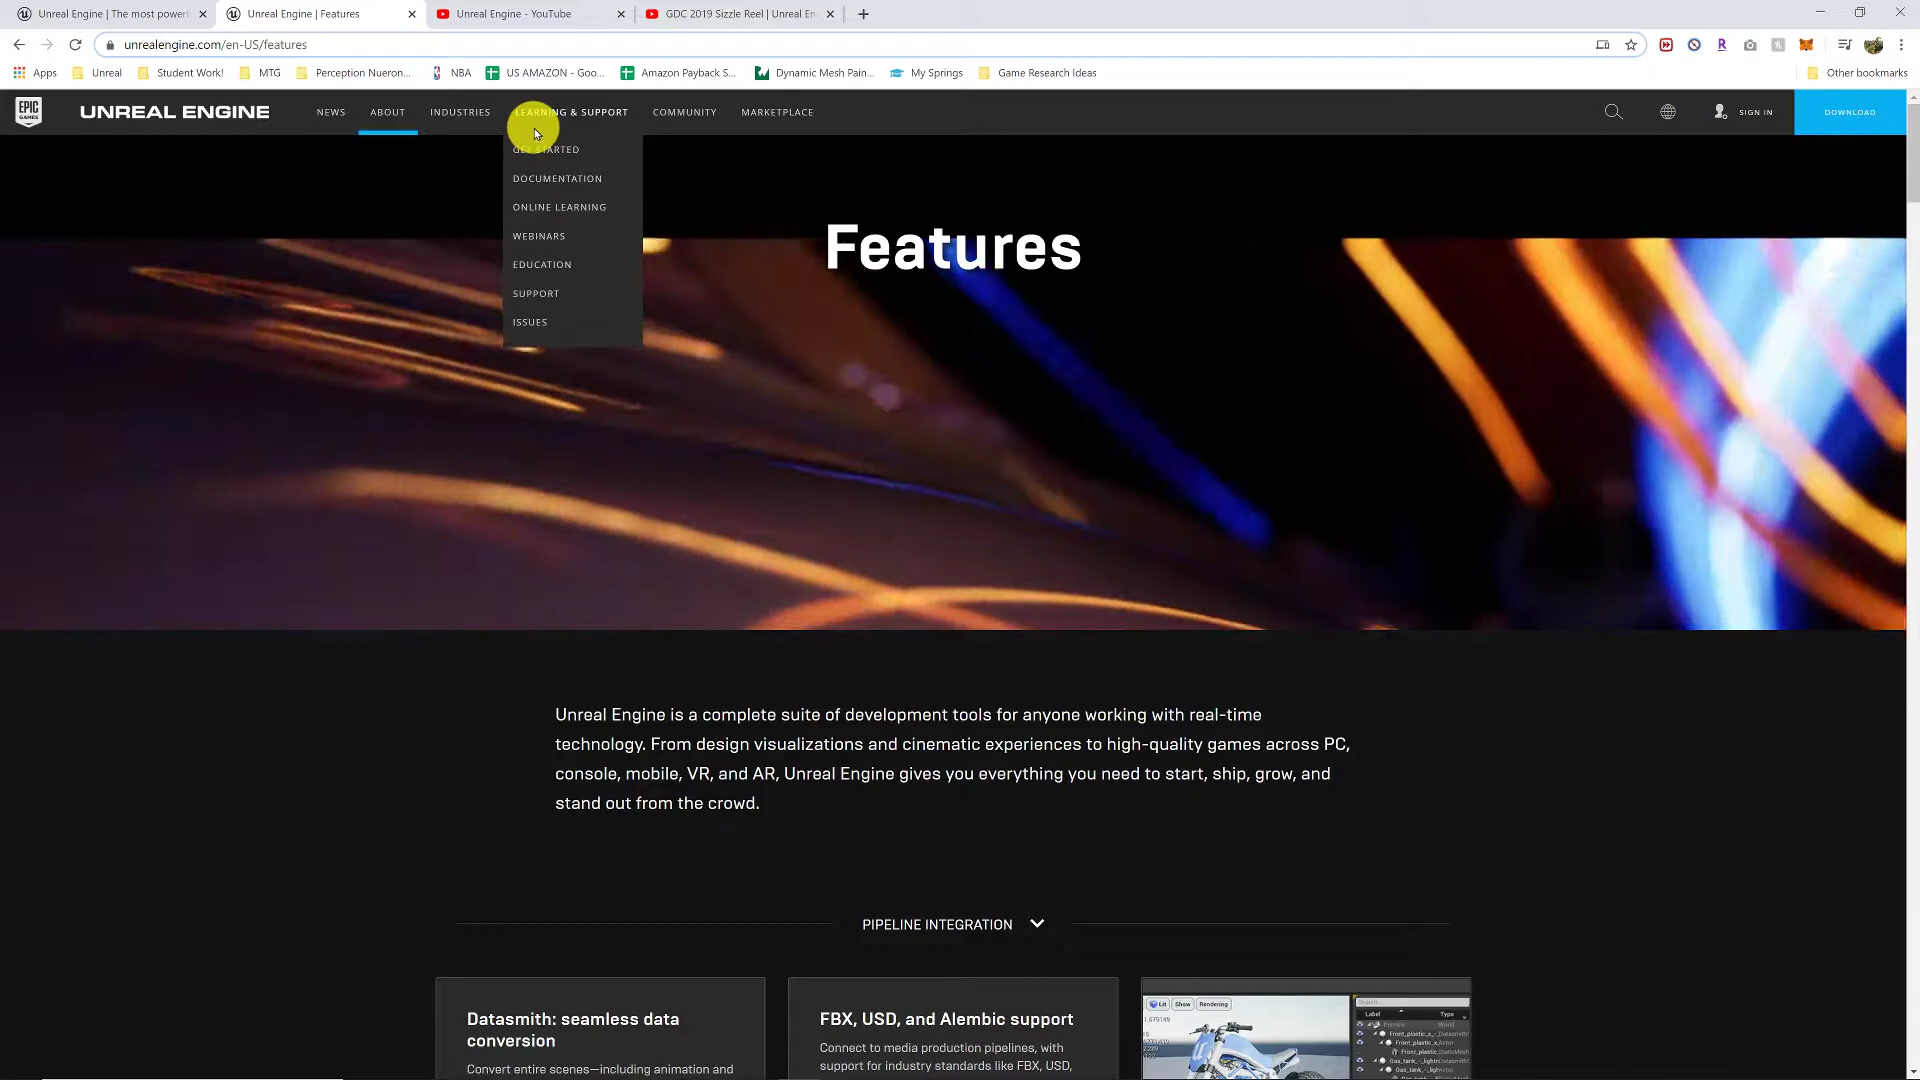 Unreal Engine | The most powerf
Unreal Engine | Features
Unreal Engine - YouTube
GDC 2019 Sizzle Reel | Unreal En
unrealengine.com/en-US/features
Apps
Unreal
Student Work!
MTG
Perception Nueron...
NBA
US AMAZON - Goo...
Amazon Payback S...
Dynamic Mesh Pain...
My Springs
Game Research Ideas
Other bookmarks
EPIC
GAMES
UNREAL ENGINE
NEWS
ABOUT
INDUSTRIES
LEARNING & SUPPORT
COMMUNITY
MARKETPLACE
SIGN IN
DOWNLOAD
GET STARTED
DOCUMENTATION
ONLINE LEARNING
WEBINARS
EDUCATION
SUPPORT
ISSUES
Features
Unreal Engine is a complete suite of development tools for anyone working with real-time
technology. From design visualizations and cinematic experiences to high-quality games across PC,
console, mobile, VR, and AR, Unreal Engine gives you everything you need to start, ship, grow, and
stand out from the crowd.
PIPELINE INTEGRATION
Datasmith: seamless data
conversion
Convert entire scenes—including animation and
FBX, USD, and Alembic support
Connect to media production pipelines, with
support for industry standards like FBX, USD,
Lit
Show
Rendering
Label
Type